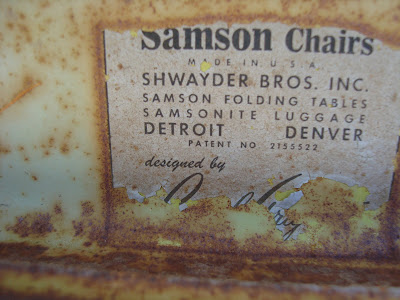 Samson Chairs
MADE IN U.S.A.
SHWAYDER BROS. INC.
SAMSON FOLDING TABLES
SAMSONITE LUGGAGE
DETROIT DENVER
PATENT NO 2155522
designed by